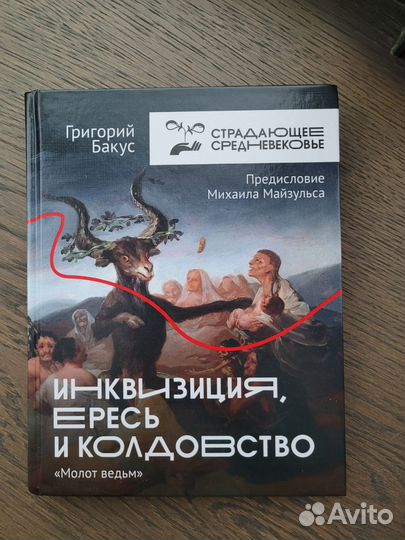 Григорий
Бакус
СТРАДАЮЩЕЕ
СРЕДНЕВЕКОВЬЕ
Предисловие
Михаила Майзульса
ИНКВИЗИЦИЯ,
ЕРЕСЬ
И КОЛДОВСТВО
«Молот ведьм»
Avito